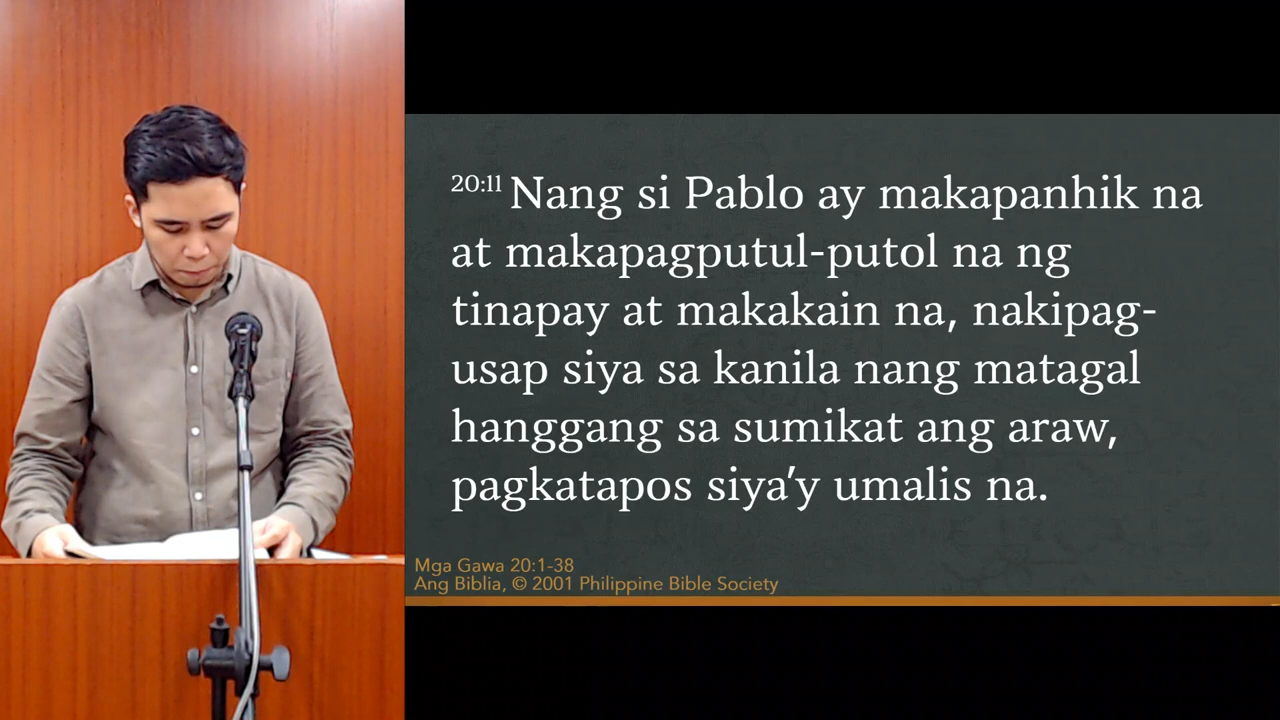 20:11 Nang si Pablo ay makapanhik na
at makapagputul-putol na ng
tinapay at makakain na, nakipag-
usap siya sa kanila nang matagal
hanggang sa sumikat ang araw,
pagkatapos siya'y umalis na.
Mga Gawa 20:1-38
Ang Biblia, © 2001 Philippine Bible Society